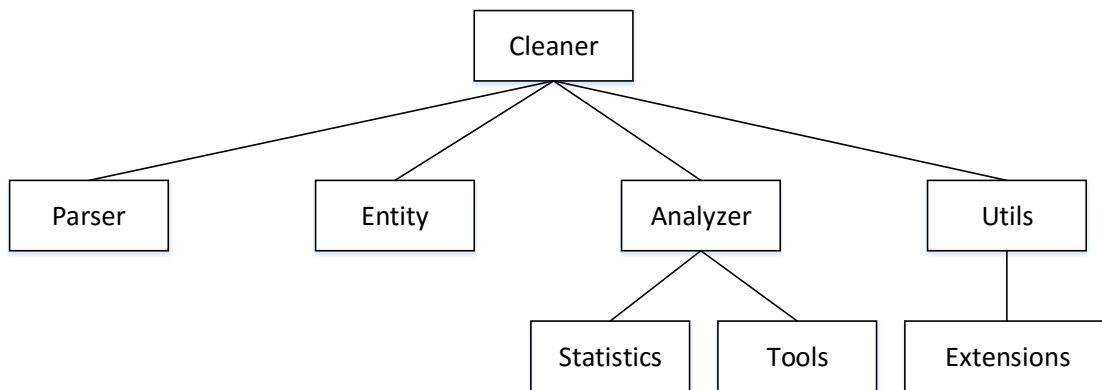 Cleaner
Parser
Entity
Analyzer
Utils
Statistics
Tools
Extensions